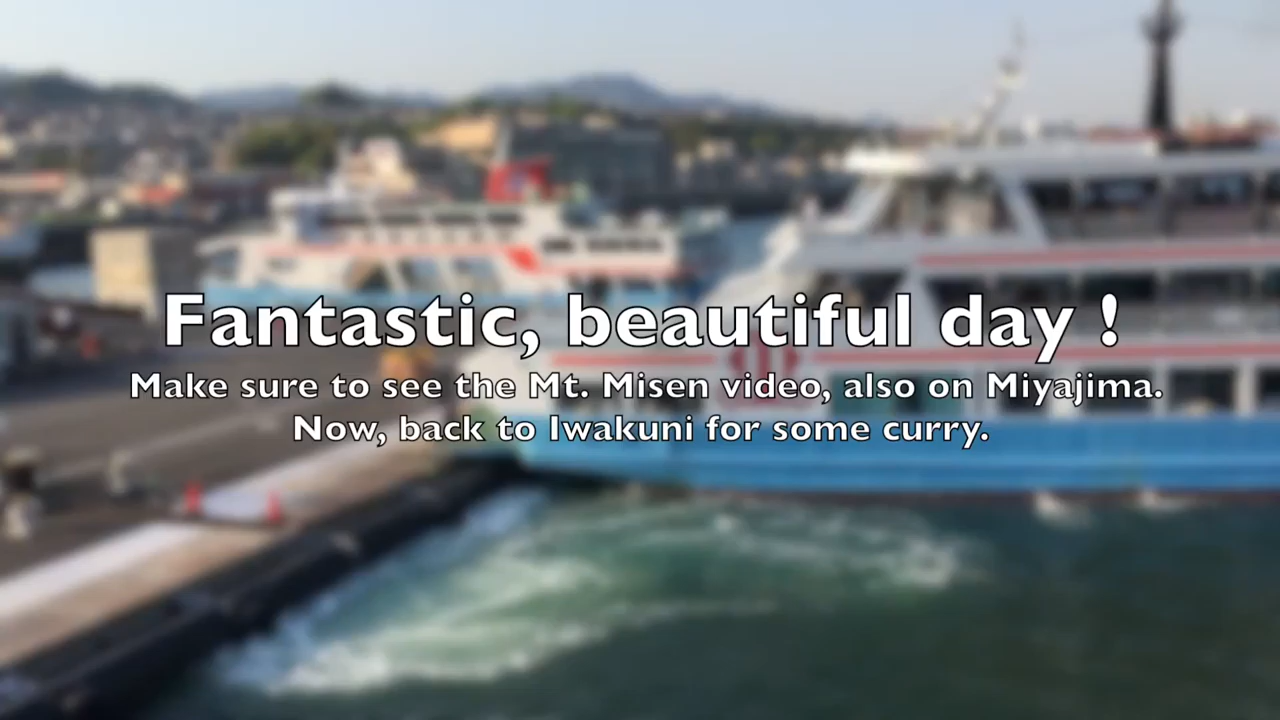 Fantastic, beautiful day !
Make sure to see the Mt. Misen video, also on Miyajima.
Now, back to Iwakuni for some curry.